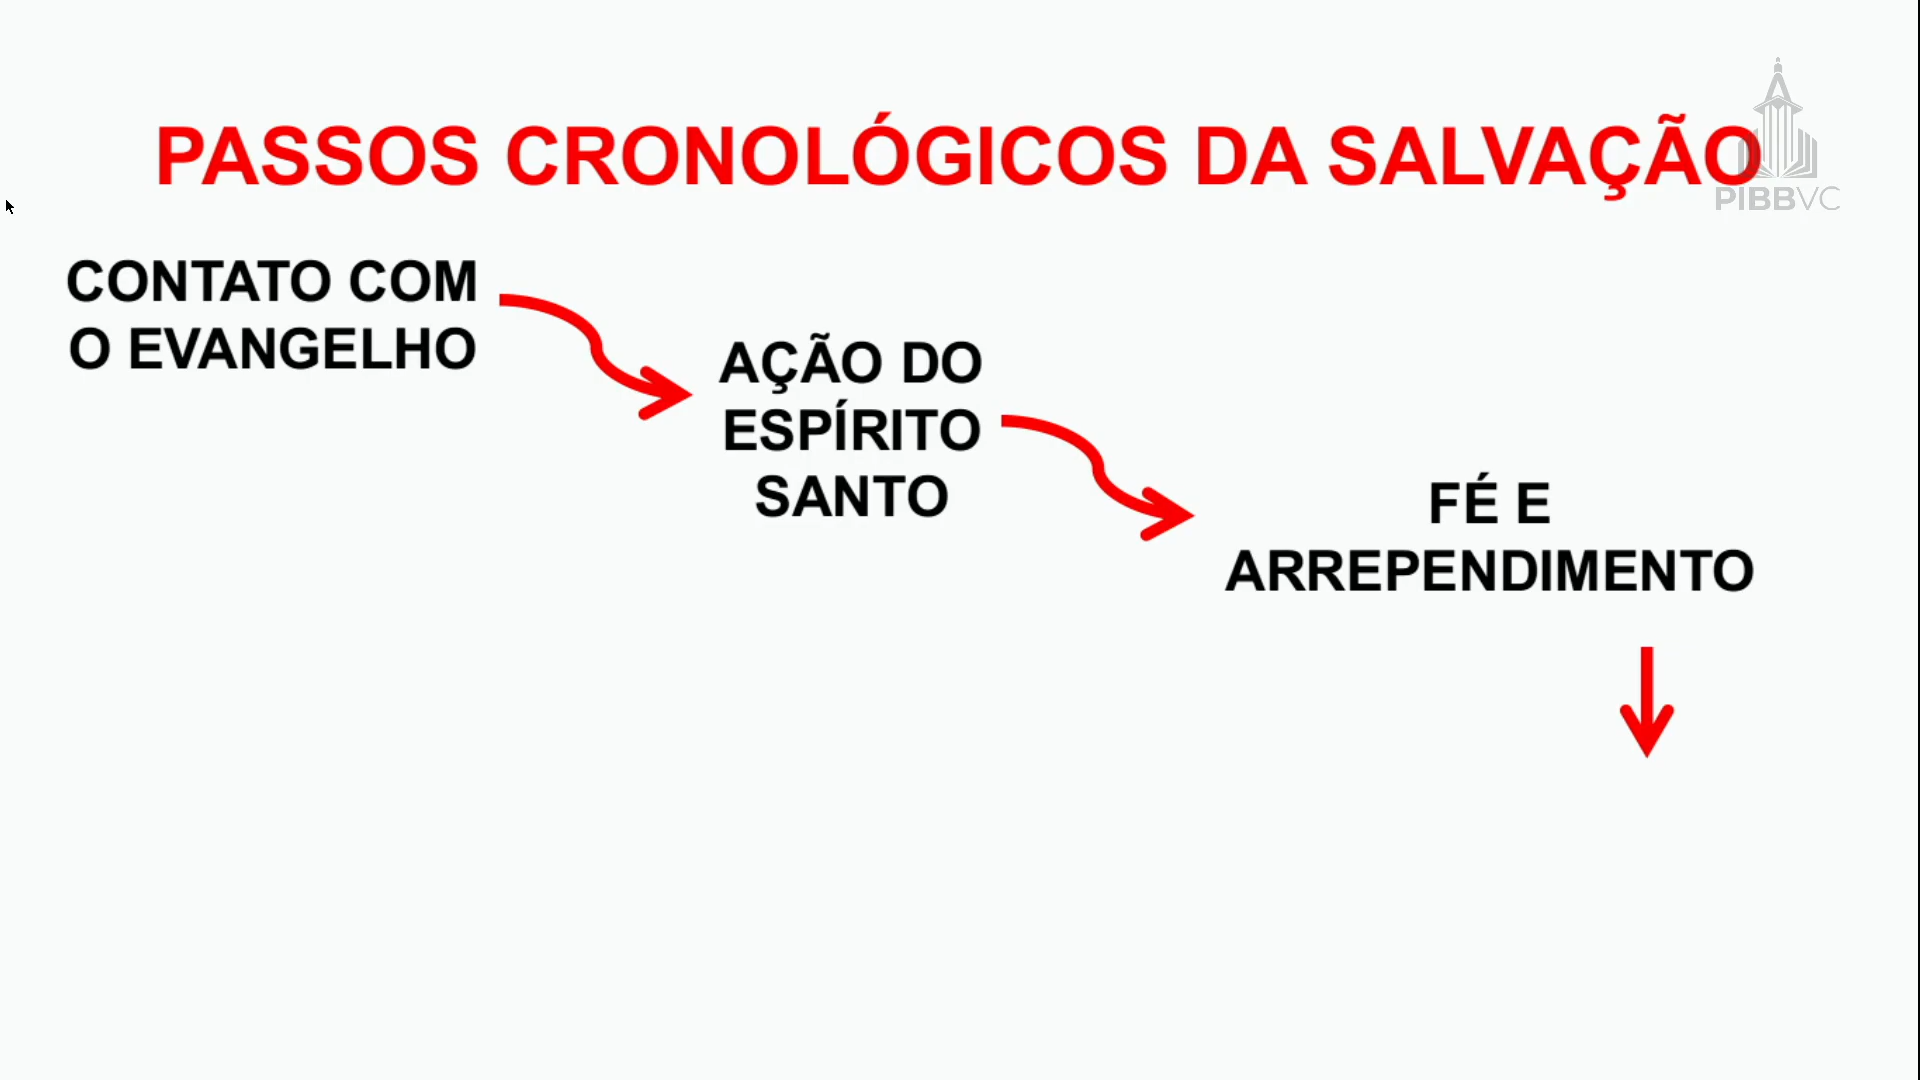 PASSOS CRONOLÓGICOS DA SALVAÇÃO
PIBBVC
CONTATO COM
O EVANGELHO
AÇÃO DO
ESPÍRITO
SANTO
FÉ E
ARREPENDIMENTO